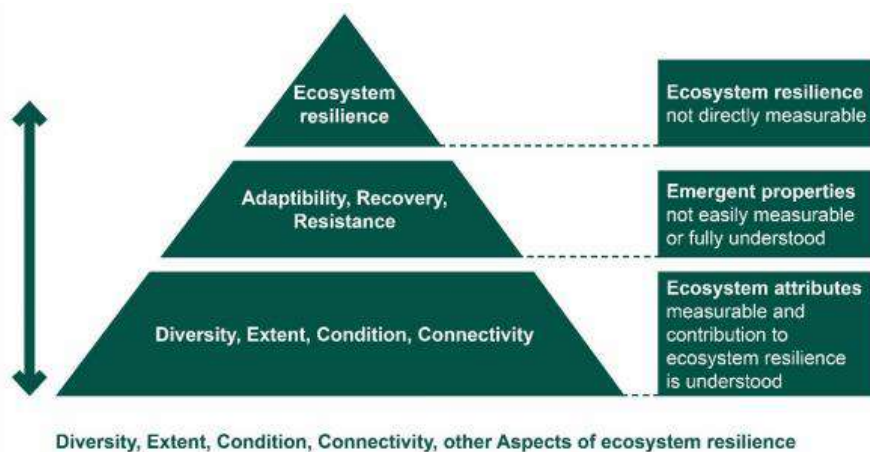 Ecosystem
resilience
Ecosystem resilience
not directly measurable
Adaptibility, Recovery,
Resistance
Emergent properties
not easily measurable
or fully understood
Diversity, Extent, Condition, Connectivity
Ecosystem attributes
measurable and
contribution to
ecosystem resilience
is understood
Diversity, Extent, Condition, Connectivity, other Aspects of ecosystem resilience